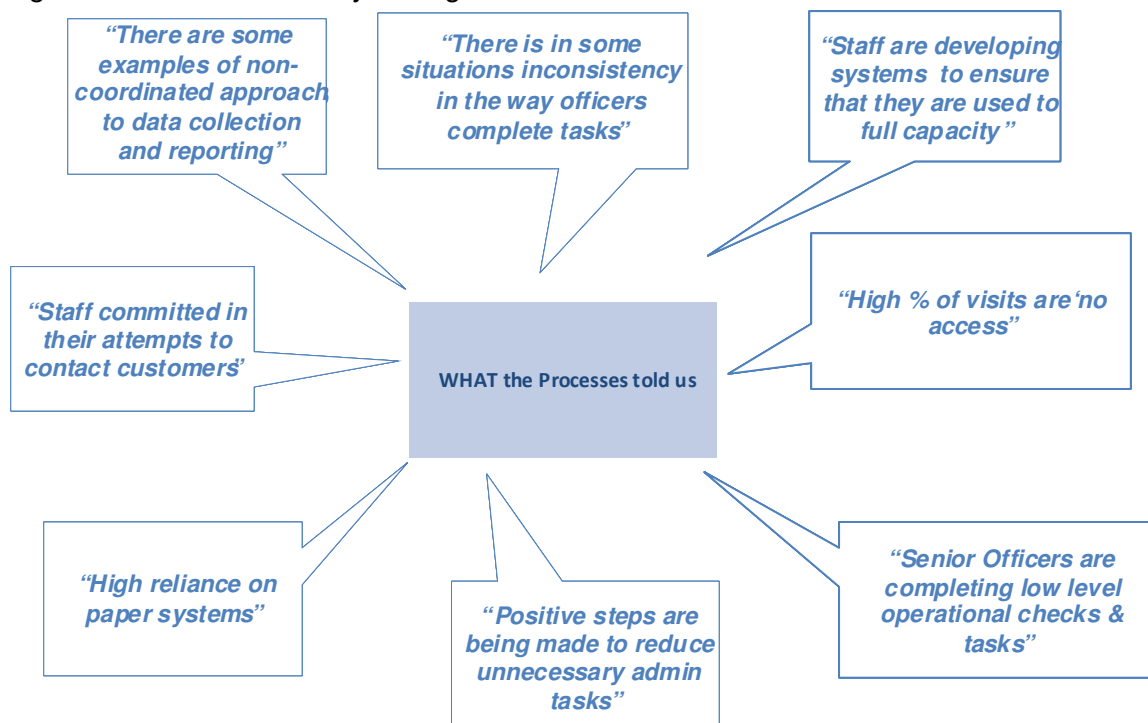 “There are some
examples of non-
coordinated approach
to data collection
and reporting”
“There is in some
situations inconsistency
in the way officers
complete tasks”
“Staff are developing
systems to ensure
that they are used to
full capacity”
“Staff committed in
their attempts to
contact customers”
WHAT the Processes told us
“High % of visits are ‘no
access”
“High reliance on
paper systems”
“Positive steps are
being made to reduce
unnecessary admin
tasks”
“Senior Officers are
completing low level
operational checks &
tasks”